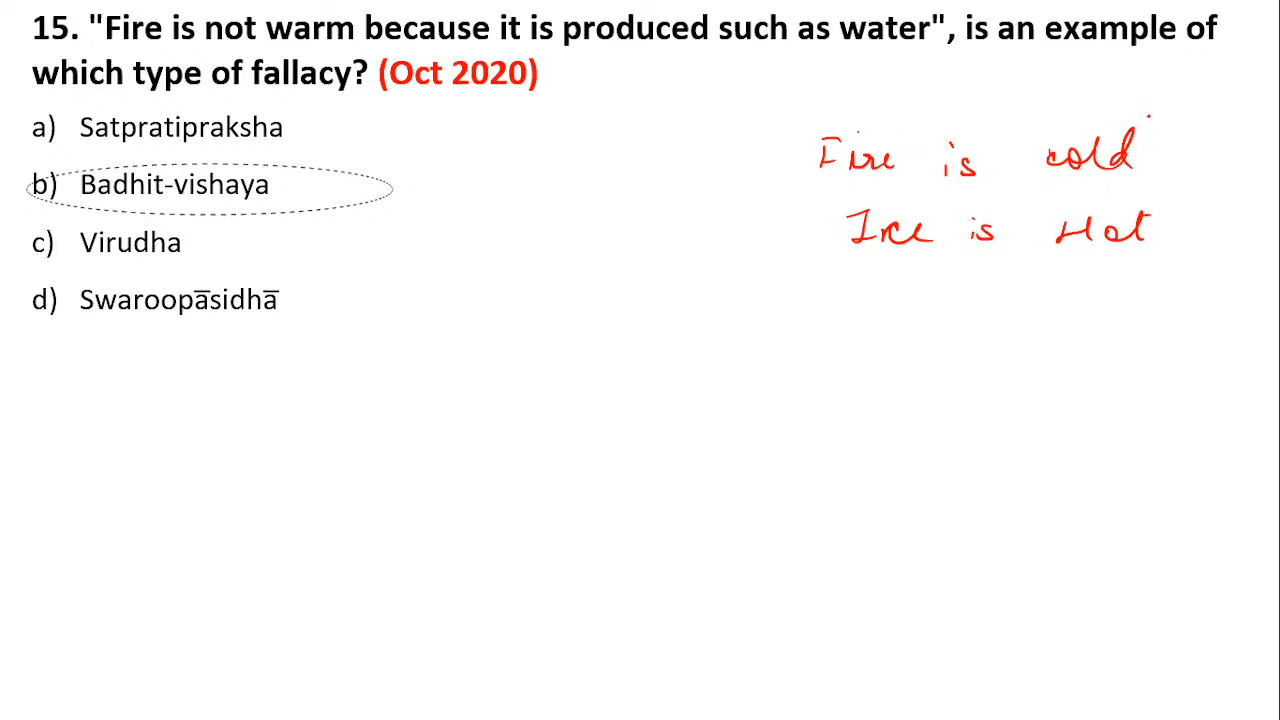 15. "Fire is not warm because it is produced such as water", is an example of
which type of fallacy? (Oct 2020)
a) Satpratipraksha
b) Badhit-vishaya
c) Virudha
d) Swaroopāsidhā
Fire is cold
Ice is Hot